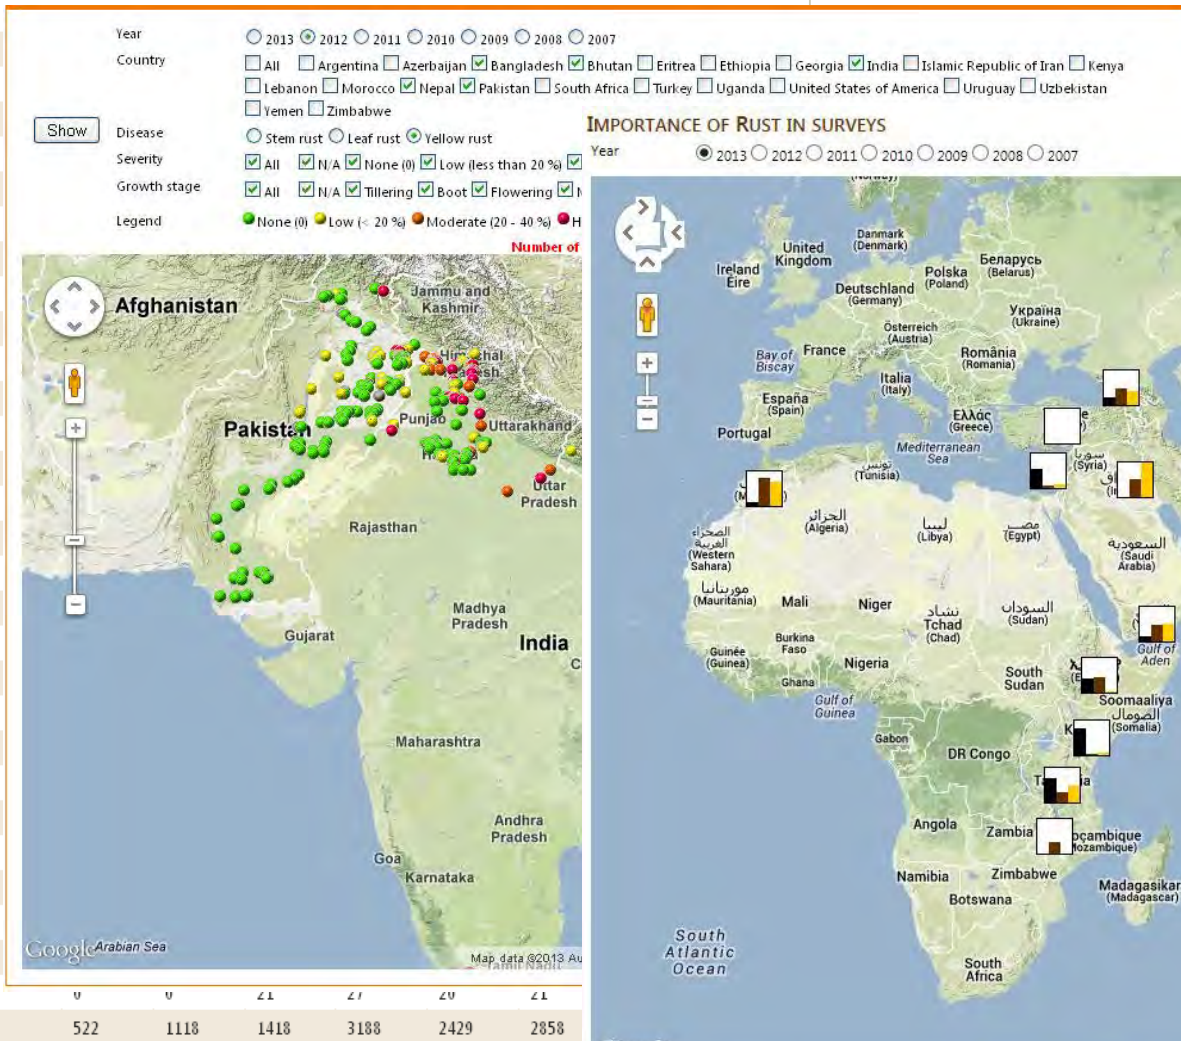 Year
2013 2012 2011 2010 2009 2008 2007
Country
All Argentina Azerbaijan Bangladesh Bhutan Eritrea Ethiopia Georgia India Islamic Republic of Iran Kenya
Lebanon Morocco Nepal Pakistan South Africa Turkey Uganda United States of America Uruguay Uzbekistan
Yemen Zimbabwe
Show
Disease
Stem rust Leaf rust Yellow rust
Severity
All N/A None (0) Low (less than 20 %)
Growth stage
All N/A Tillering Boot Flowering
Legend
None (0) Low (< 20 %) Moderate (20 - 40 %) H
Number of
Afghanistan
Jammu and
Kashmir
Pakistan
Punjab
Uttarakhand
Uttar
Pradesh
Rajasthan
Madhya
Pradesh
Gujarat
India
Maharashtra
Andhra
Pradesh
Goa
Karnataka
Google
Arabian Sea
Map data ©2013
Tamil Nadu
522 1118 1418 3188 2429 2858
IMPORTANCE OF RUST IN SURVEYS
Year
2013 2012 2011 2010 2009 2008 2007
(Norway)
United
Kingdom
Danmark
(Denmark)
Ireland
Éire
Polska
(Poland)
Беларусь
(Belarus)
Deutschland
(Germany)
Україна
(Ukraine)
Österreich
(Austria)
France
România
(Romania)
Bay of
Biscay
Italia
(Italy)
España
(Spain)
Ελλάς
(Greece)
Portugal
Mediterranean
Sea
تونس
(Tunisia)
سوريا
(Syria)
الجزائر
(Algeria)
ليبيا
(Libya)
مصر
(Egypt)
السعودية
(Saudi
Arabia)
الصحراء
الغربية
(Western
Sahara)
موريتانيا
(Mauritania)
Mali
Niger
تشاد
Tchad
(Chad)
السودان
(Sudan)
Burkina
Faso
Guinée
(Guinea)
Nigeria
Ghana
South
Sudan
Gulf of
Aden
Gulf of
Guinea
Soomaaliya
الصومال
(Somalia)
Gabon
DR Congo
Angola
Zambia
Namibia
Zimbabwe
Botswana
Madagasikar
(Madagascar)
South
Atlantic
Ocean
South
Africa